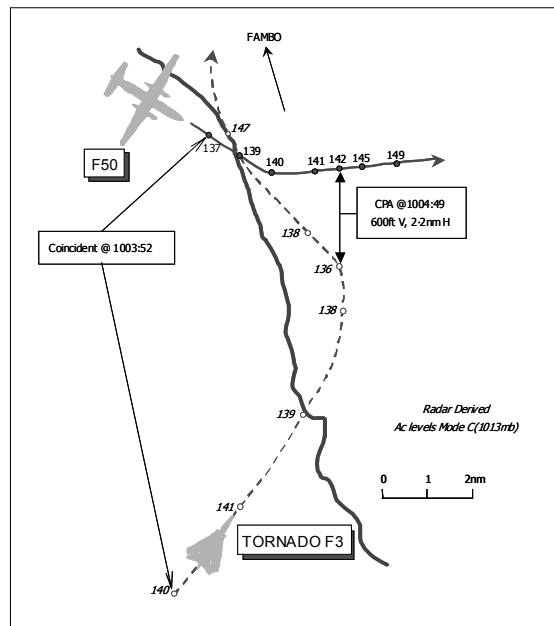 FAMBO
147
F50
137
139
140
141
142
145
149
CPA @1004:49
600ft V, 2·2nm H
Coincident @ 1003:52
138
136
138
139
Radar Derived
Ac levels Mode C(1013mb)
0 1 2nm
141
TORNADO F3
140